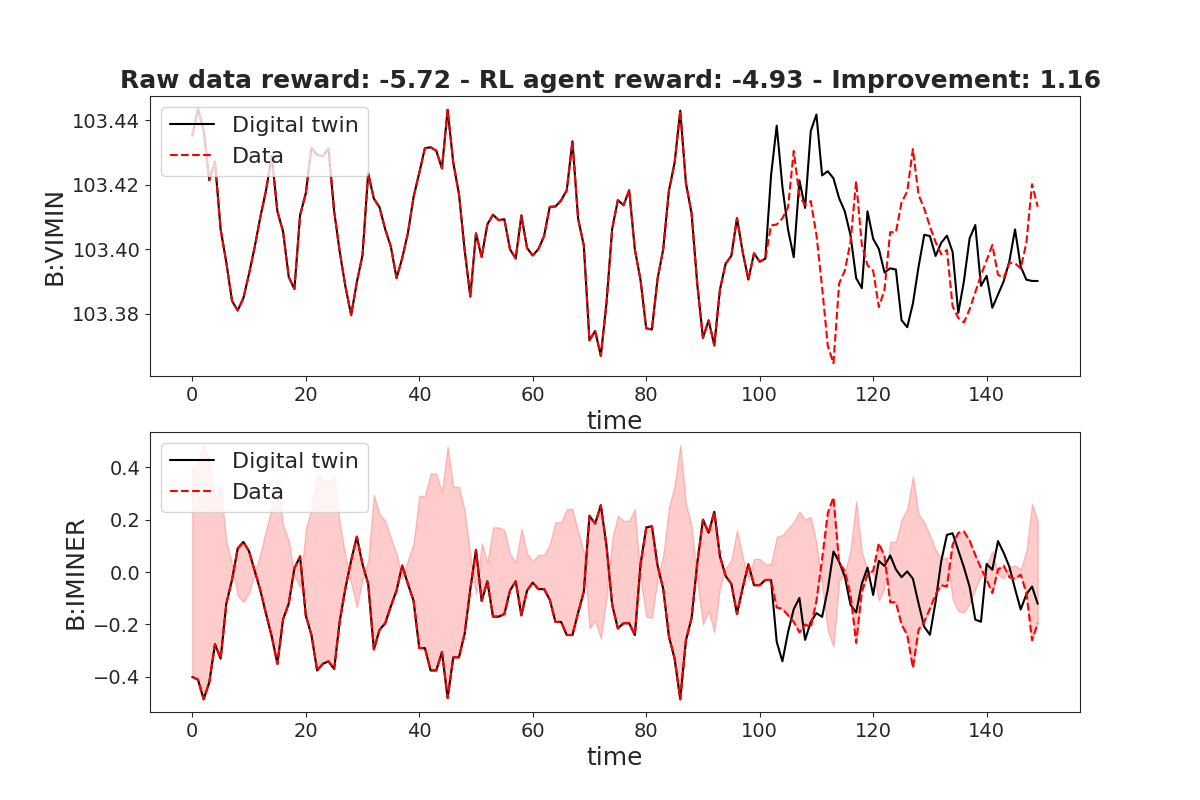 Raw data reward: -5.72 - RL agent reward: -4.93 - Improvement: 1.16
B:VIMIN
103.44
103.42
103.40
103.38
Digital twin
Data
0 20 40 60 80 100 120 140
time
B:IMINER
0.4
0.2
0.0
−0.2
−0.4
Digital twin
Data
0 20 40 60 80 100 120 140
time